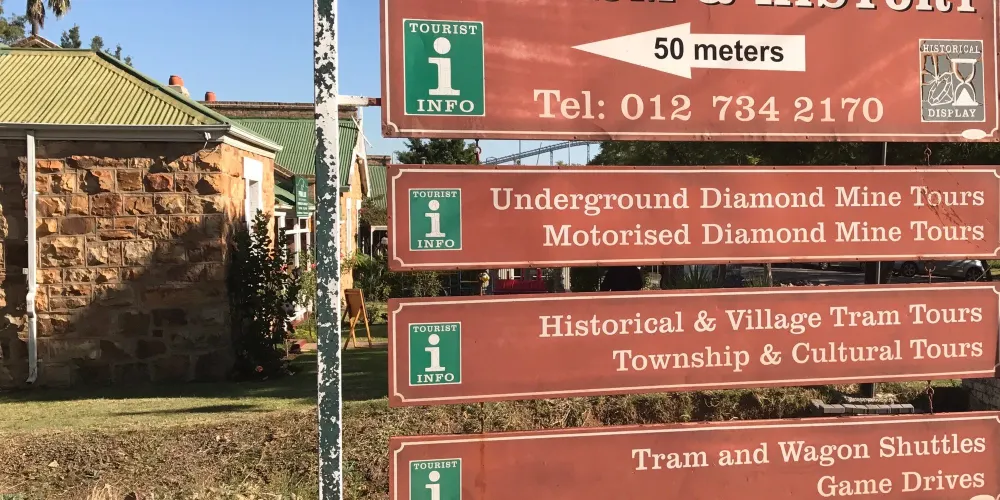 & HISTORY
TOURIST
INFO
50 meters
HISTORICAL
DISPLAY
Tel: 012 734 2170
TOURIST
INFO
Underground Diamond Mine Tours
Motorised Diamond Mine Tours
TOURIST
INFO
Historical & Village Tram Tours
Township & Cultural Tours
TOURIST
Tram and Wagon Shuttles
Game Drives